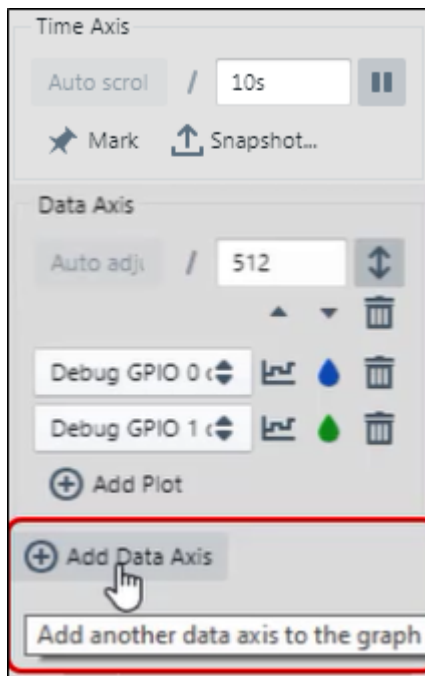 Time Axis
Auto scrol / 10s
Mark Snapshot...
Data Axis
Auto adju / 512
Debug GPIO 0 c
Debug GPIO 1 c
Add Plot
Add Data Axis
Add another data axis to the graph